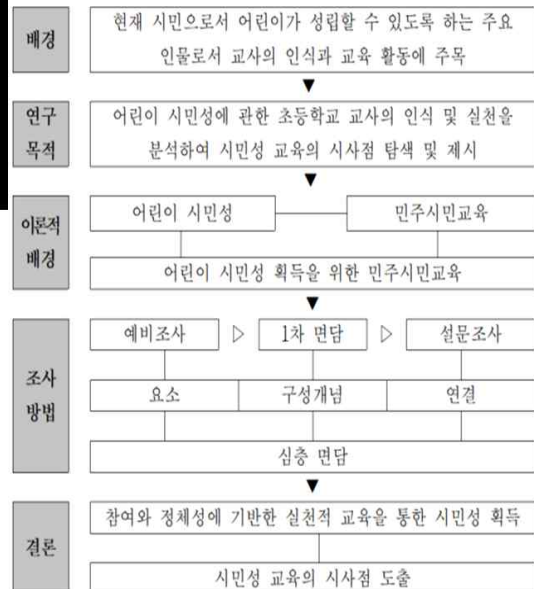 배경
현재 시민으로서 어린이가 성립할 수 있도록 하는 주요
인물로서 교사의 인식과 교육 활동에 주목
▼
연구
목적
어린이 시민성에 관한 초등학교 교사의 인식 및 실천을
분석하여 시민성 교육의 시사점 탐색 및 제시
▼
이론적
배경
어린이 시민성 민주시민교육
어린이 시민성 획득을 위한 민주시민교육
▼
조사
방법
예비조사 ▷ 1차 면담 ▷ 설문조사
요소 구성개념 연결
심층 면담
▼
결론
참여와 정체성에 기반한 실천적 교육을 통한 시민성 획득
시민성 교육의 시사점 도출